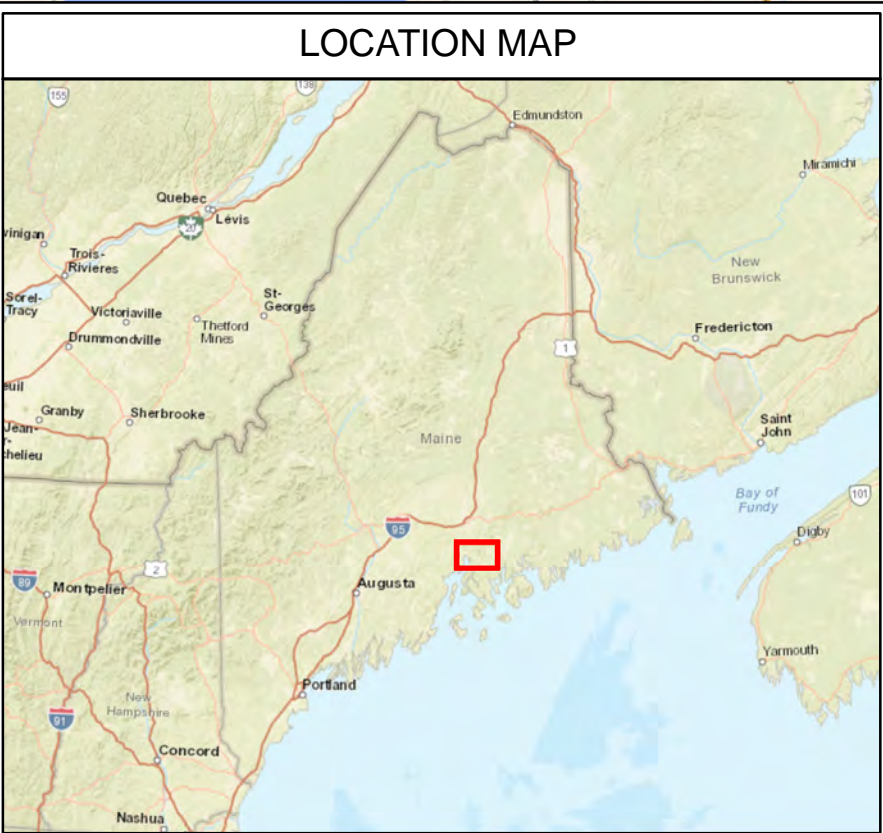 LOCATION MAP
155
138
Edmundston
Miramichi
Quebec
Lévis
20
vinigan
Trois-
Rivieres
New
Brunswick
Sorel-
Tracy
Victoriaville
St-
Georges
Thetford
Mines
Drummondville
Fredericton
1
euil
Granby
Sherbrooke
Jean-
r-
chelieu
Maine
Saint
John
Bay of
Fundy
101
95
Digby
2
89
Montpelier
Augusta
Vermont
Yarmouth
Portland
New
Hampshire
91
Concord
Nashua